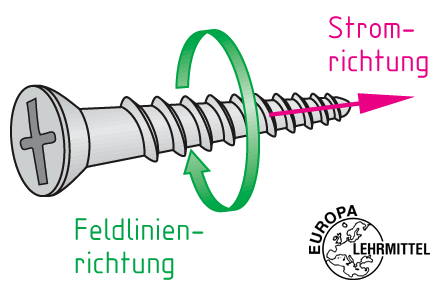 Strom-
richtung
Feldlinien-
richtung
EUROPA
LEHRMITTEL